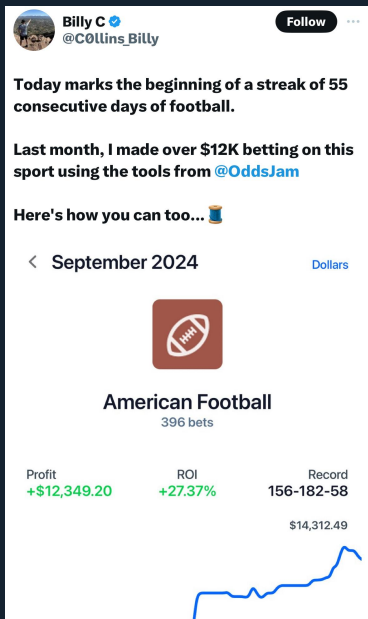 Billy C
Follow
@C0llins_Billy
Today marks the beginning of a streak of 55
consecutive days of football.
Last month, I made over $12K betting on this
sport using the tools from @OddsJam
Here's how you can too...🧵
September 2024
Dollars
American Football
396 bets
Profit
ROI
Record
+$12,349.20
+27.37%
156-182-58
$14,312.49